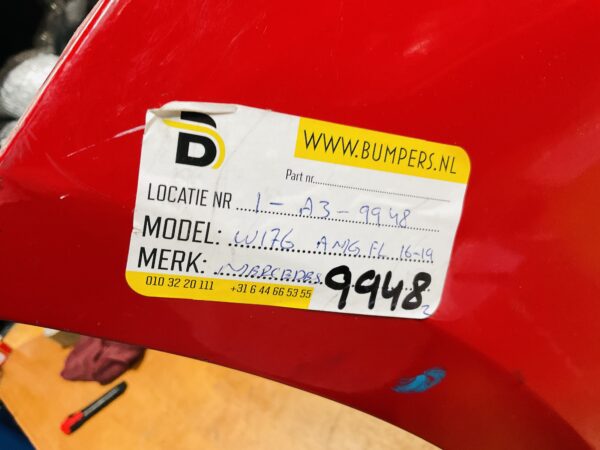 B
WWW.BUMPERS.NL
Part nr.
LOCATIE NR 1-A3-9948
MODEL: W176 AMG FL 16-19
MERK: MERCEDES
010 32 20 111 +31 6 44 66 53 55
9948
2